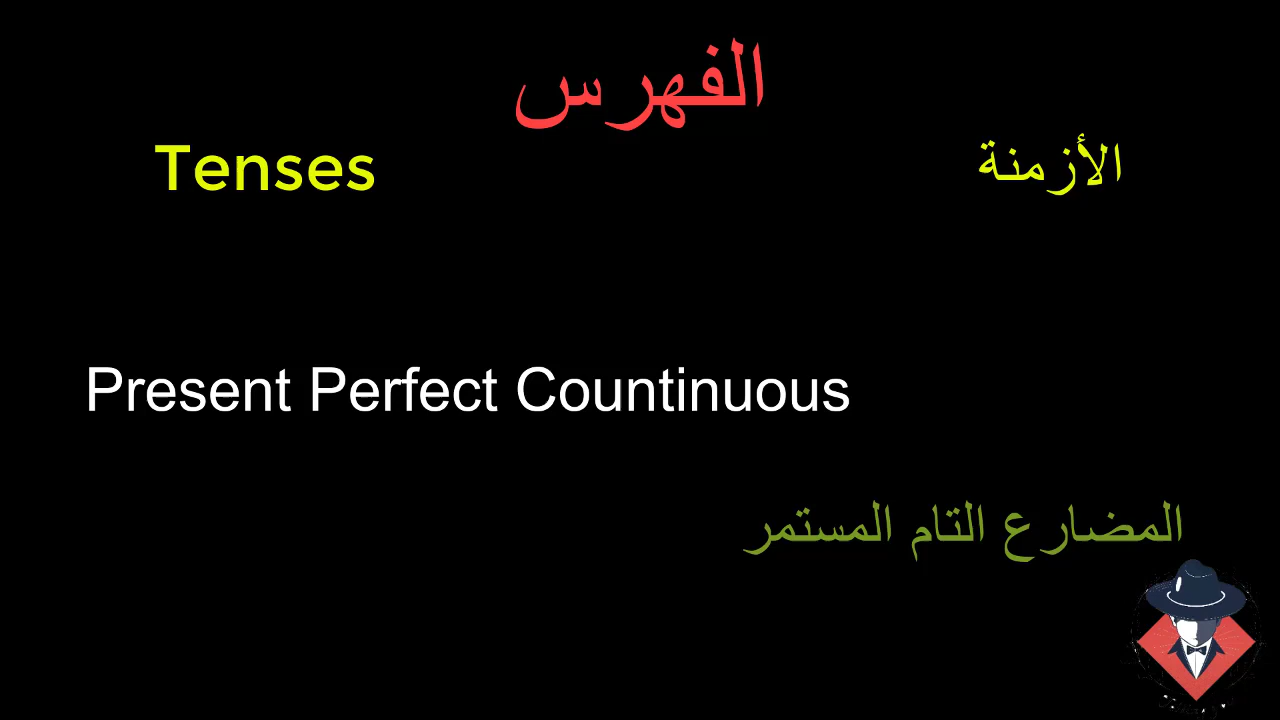 الفهرس
Tenses الأزمنة
Present Perfect Countinuous
المضارع التام المستمر